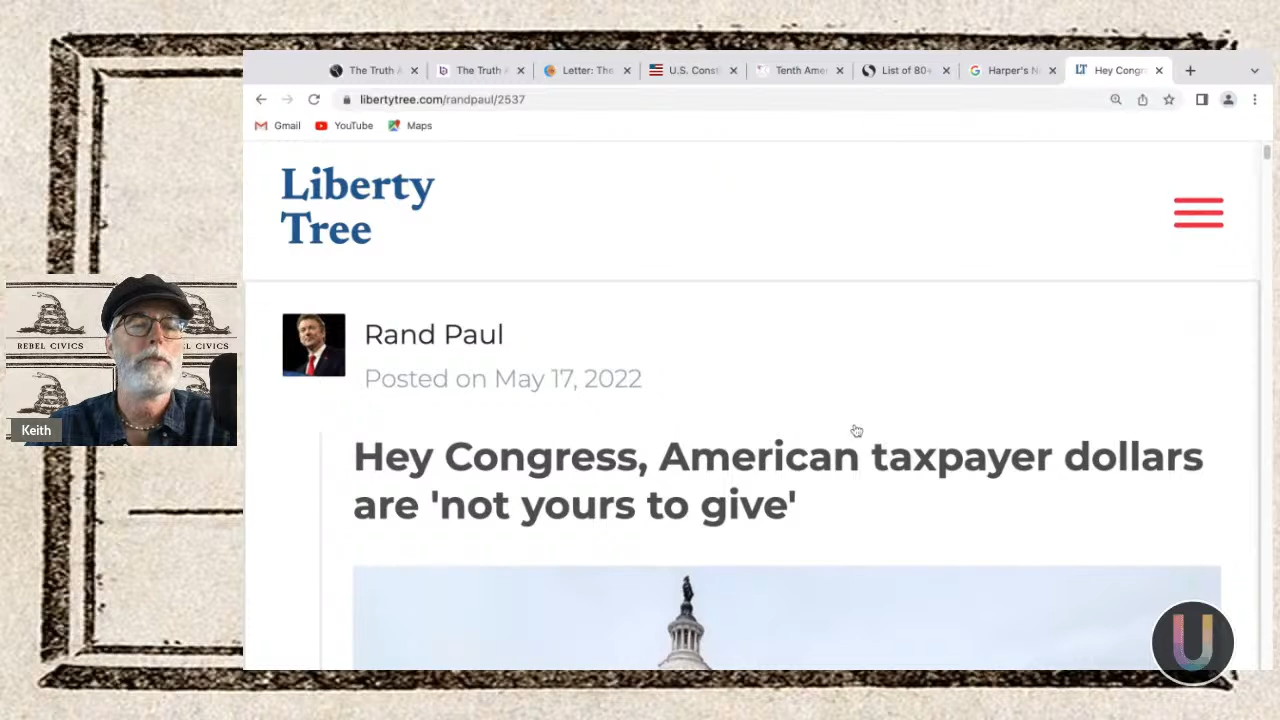 The Truth A
The Truth A
Letter: The
U.S. Const
Tenth Ame
List of 80+
Harper's N
Hey Congr
libertytree.com/randpaul/2537
Gmail
YouTube
Maps
Liberty
Tree
Rand Paul
Posted on May 17, 2022
Hey Congress, American taxpayer dollars
are 'not yours to give'
REBEL CIVICS
L CIVICS
Keith
U